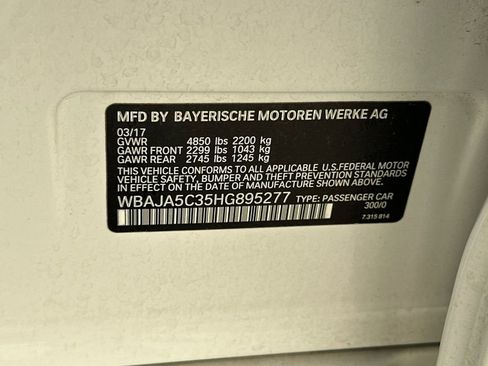 MFD BY BAYERISCHE MOTOREN WERKE AG
03/17
GVWR 4850 lbs 2200 kg
GAWR FRONT 2299 lbs 1043 kg
GAWR REAR 2745 lbs 1245 kg
THIS VEHICLE CONFORMS TO ALL APPLICABLE U.S.FEDERAL MOTOR
VEHICLE SAFETY, BUMPER, AND THEFT PREVENTION STANDARDS
IN EFFECT ON THE DATE OF MANUFACTURE SHOWN ABOVE.
WBAJA5C35HG895277 TYPE: PASSENGER CAR
300/0
7 315 814